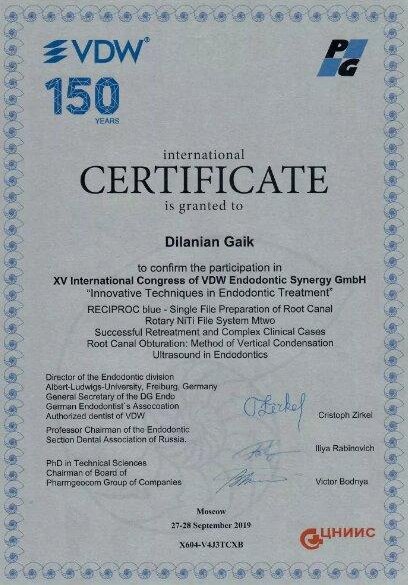 VDW®
PG
150
YEARS
international
CERTIFICATE
is granted to
Dilanian Gaik
to confirm the participation in
XV International Congress of VDW Endodontic Synergy GmbH
“Innovative Techniques in Endodontic Treatment”
RECIPROC blue - Single File Preparation of Root Canal
Rotary NiTi File System Mtwo
Successful Retreatment and Complex Clinical Cases
Root Canal Obturation: Method of Vertical Condensation
Ultrasound in Endodontics
Director of the Endodontic division
Albert-Ludwigs-University, Freiburg, Germany
General Secretary of the DG Endo
German Endodontist`s Asscoation
Authorized dentist of VDW
Cristoph Zirkel
Professor Chairman of the Endodontic
Section Dental Association of Russia.
Illya Rabinovich
PhD in Technical Sciences
Chairman of Board of
Pharmgeocom Group of Companies
Victor Bodnya
Moscow
27-28 September 2019
X604-V4J3TCXB
ЦНИИС